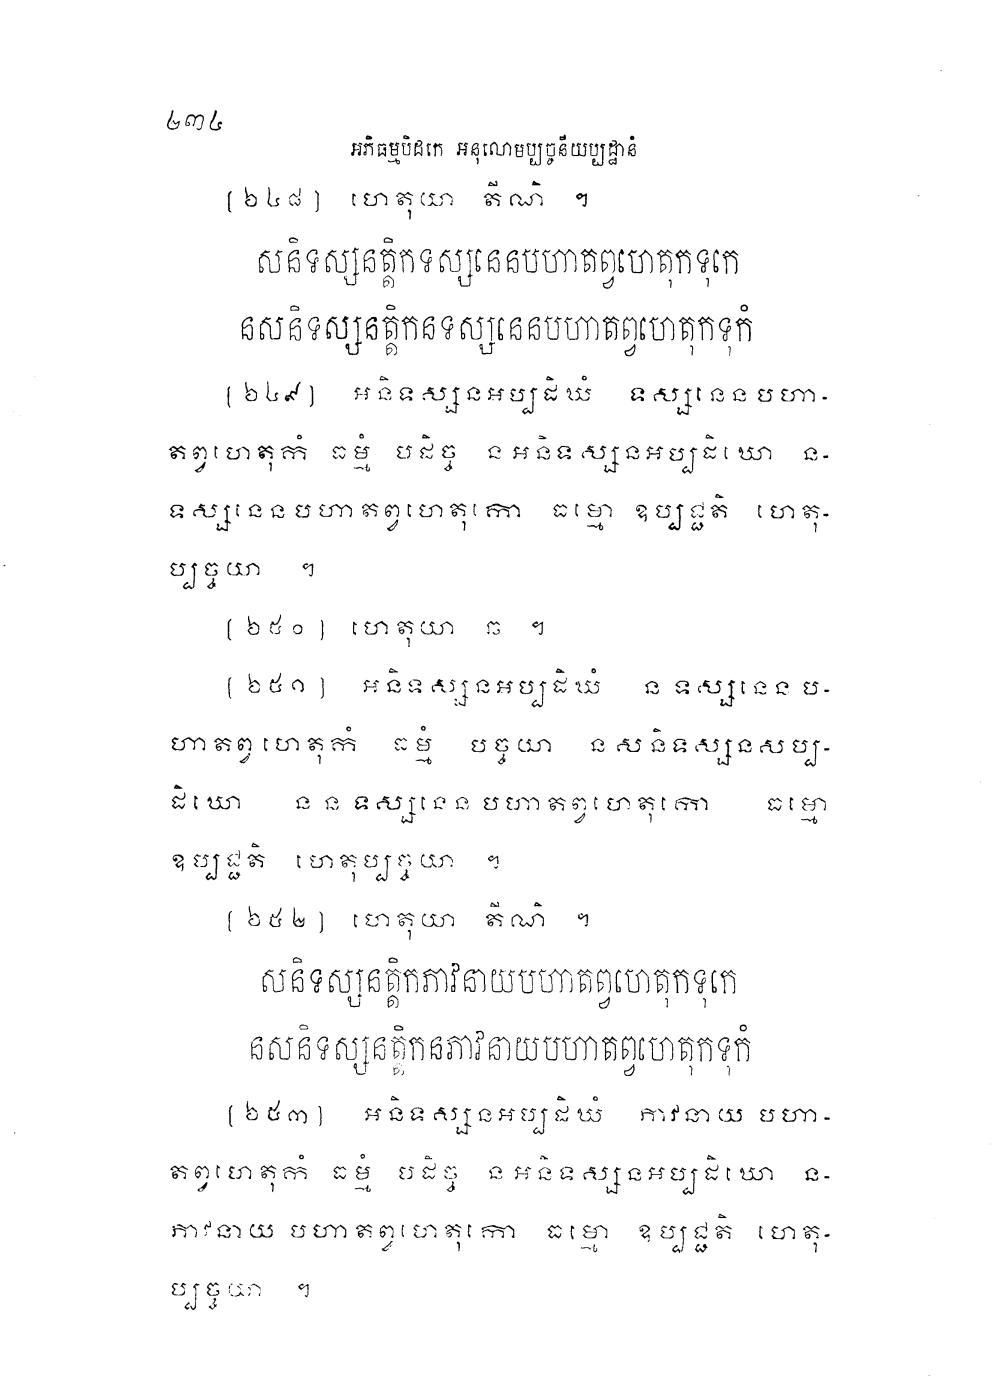 ៤៣៤
អភិធម្មបិដកេ អនុលោមប្បច្ចនីយប្បដ្ឋានំ
[២៤៨] ហេតុយា តីណិ ។
សនិទស្សនត្តិកទស្សនេនបហាតព្វហេតុកទុកេ
នសនិទស្សនត្តិកនទស្សនេនបហាតព្វហេតុកទុកំ
[២៤៩] អនិទស្សនអប្បដិឃំ ទស្សនេនបហា-
តព្វហេតុកំ ធម្មំ បដិច្ច នអនិទស្សនអប្បដិឃោ ន-
ទស្សនេនបហាតព្វហេតុកោ ធម្មោ ឧប្បជ្ជតិ ហេតុ-
ប្បច្ចយា ។
[២៥០] ហេតុយា ឆ ។
[២៥១] អនិទស្សនអប្បដិឃំ ន ទស្សនេនប-
ហាតព្វហេតុកំ ធម្មំ បច្ចយា នសនិទស្សនសប្ប-
ដិឃោ ន ន ទស្សនេនបហាតព្វហេតុកោ ធម្មោ
ឧប្បជ្ជតិ ហេតុប្បច្ចយា ។
[២៥២] ហេតុយា តីណិ ។
សនិទស្សនត្តិកភាវនាយបហាតព្វហេតុកទុកេ
នសនិទស្សនត្តិកនភាវនាយបហាតព្វហេតុកទុកំ
[២៥៣] អនិទស្សនអប្បដិឃំ ភាវនាយ បហា-
តព្វហេតុកំ ធម្មំ បដិច្ច នអនិទស្សនអប្បដិឃោ ន-
ភាវនាយ បហាតព្វហេតុកោ ធម្មោ ឧប្បជ្ជតិ ហេតុ-
ប្បច្ចយា ។